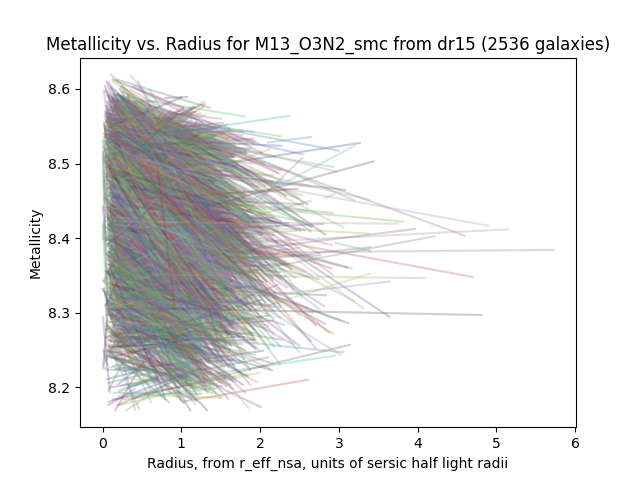 Metallicity vs. Radius for M13_O3N2_smc from dr15 (2536 galaxies)
8.6
8.5
8.4
8.3
8.2
Metallicity
0 1 2 3 4 5 6
Radius, from r_eff_nsa, units of sersic half light radii